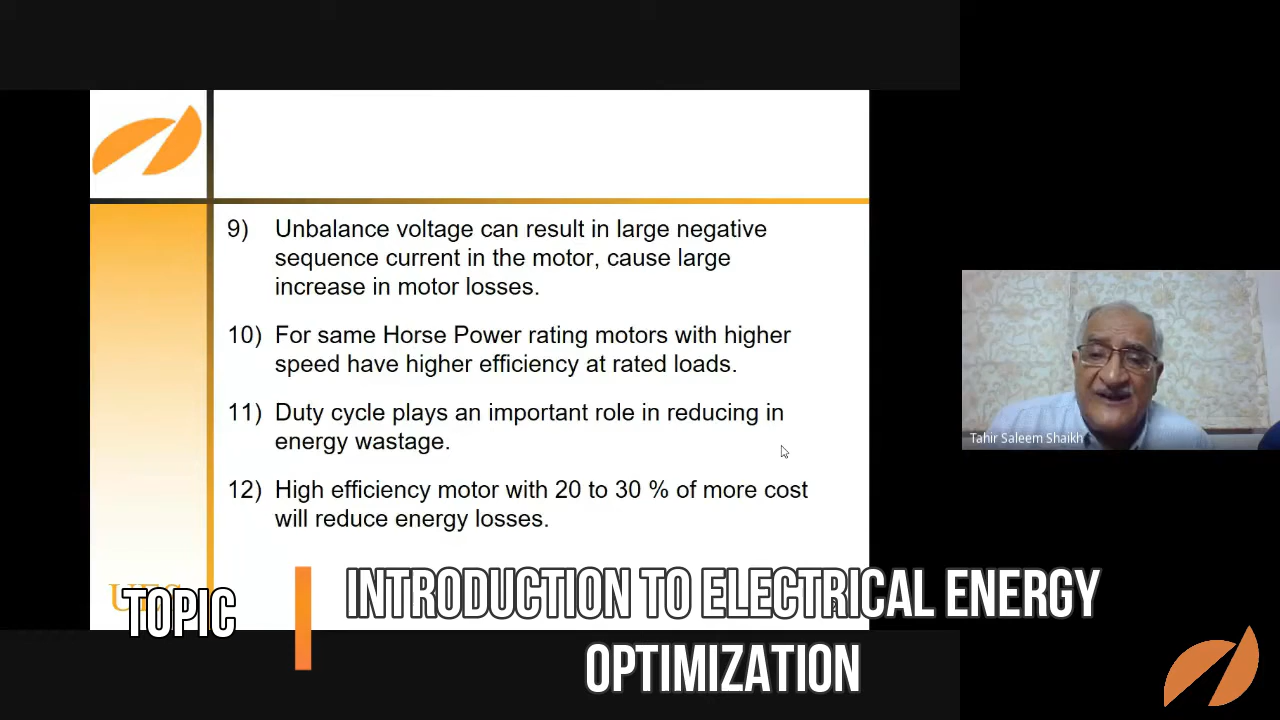 9) Unbalance voltage can result in large negative
sequence current in the motor, cause large
increase in motor losses.
10) For same Horse Power rating motors with higher
speed have higher efficiency at rated loads.
11) Duty cycle plays an important role in reducing in
energy wastage.
12) High efficiency motor with 20 to 30 % of more cost
will reduce energy losses.
Tahir Saleem Shaikh
TOPIC
INTRODUCTION TO ELECTRICAL ENERGY
OPTIMIZATION